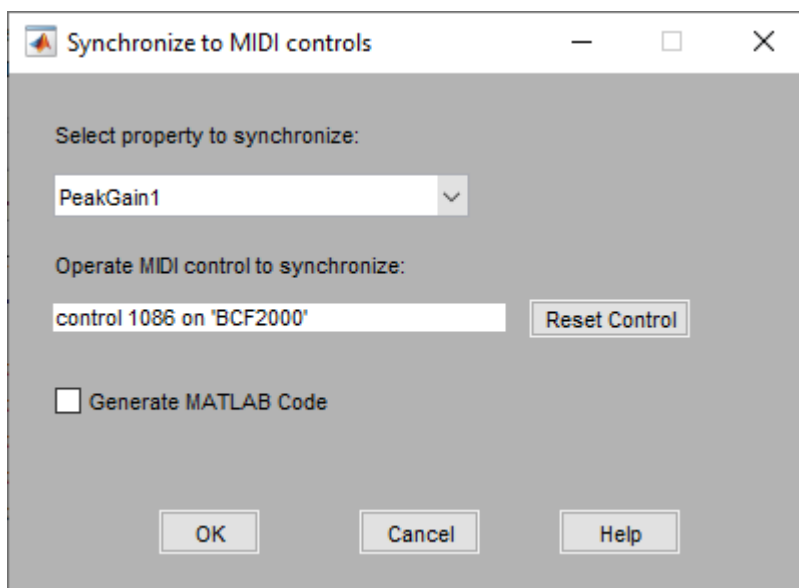 Synchronize to MIDI controls
Select property to synchronize:
PeakGain1
Operate MIDI control to synchronize:
control 1086 on 'BCF2000'
Reset Control
Generate MATLAB Code
OK
Cancel
Help